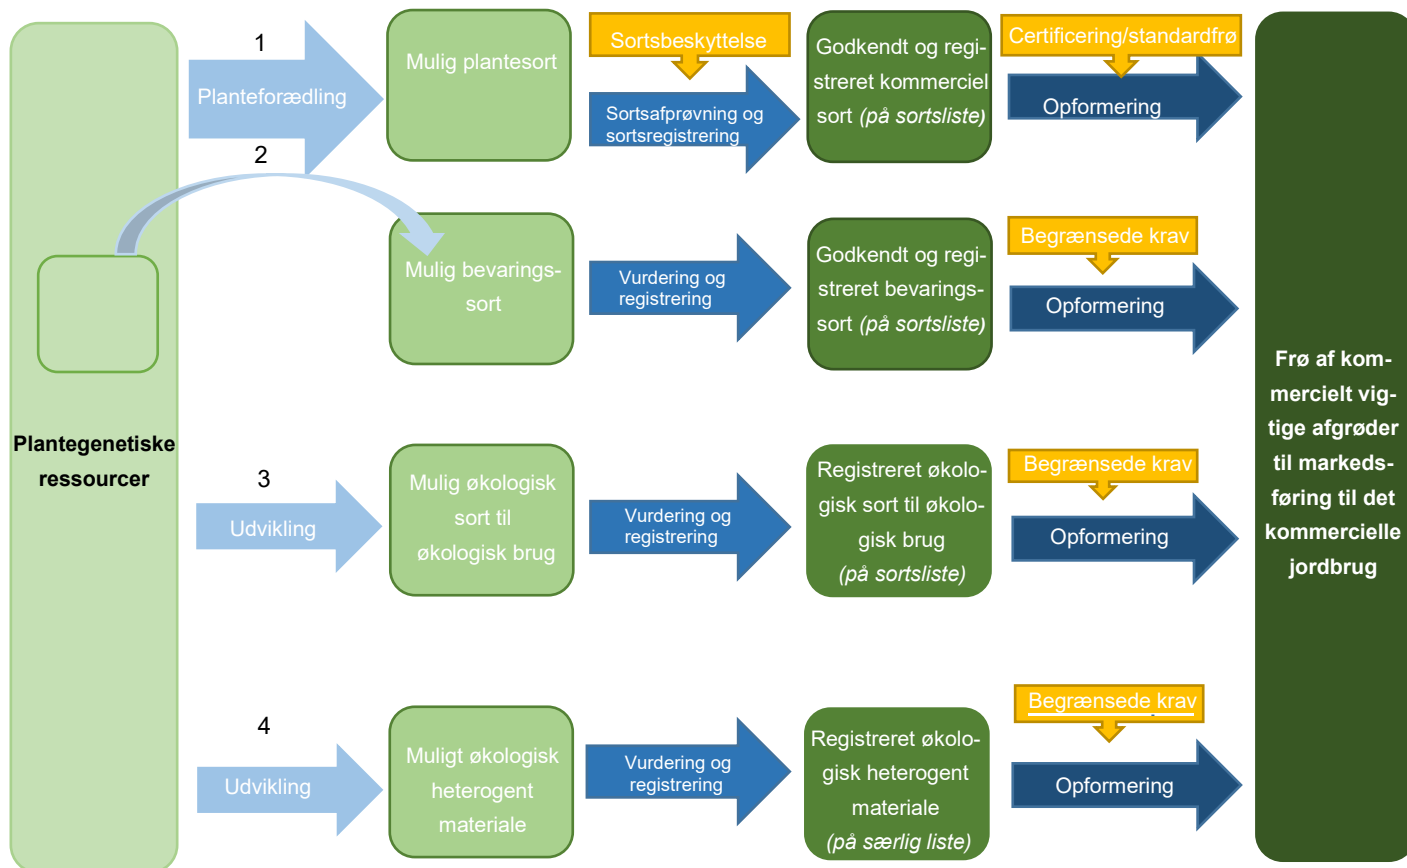 Plantegenetiske
ressourcer
1
Planteforædling
Mulig plantesort
Sortsbeskyttelse
Sortsafprøvning og
sortsregistrering
Godkendt og regi-
streret kommerciel
sort (på sortsliste)
Certificering/standardfrø
Opformering
2
Mulig bevarings-
sort
Vurdering og
registrering
Godkendt og regi-
streret bevarings-
sort (på sortsliste)
Begrænsede krav
Opformering
3
Udvikling
Mulig økologisk
sort til
økologisk brug
Vurdering og
registrering
Registreret økolo-
gisk sort til økolo-
gisk brug
(på sortsliste)
Begrænsede krav
Opformering
4
Udvikling
Muligt økologisk
heterogent
materiale
Vurdering og
registrering
Registreret økolo-
gisk heterogent
materiale
(på særlig liste)
Begrænsede krav
Opformering
Frø af kom-
mercielt vig-
tige afgrøder
til markeds-
føring til det
kommercielle
jordbrug